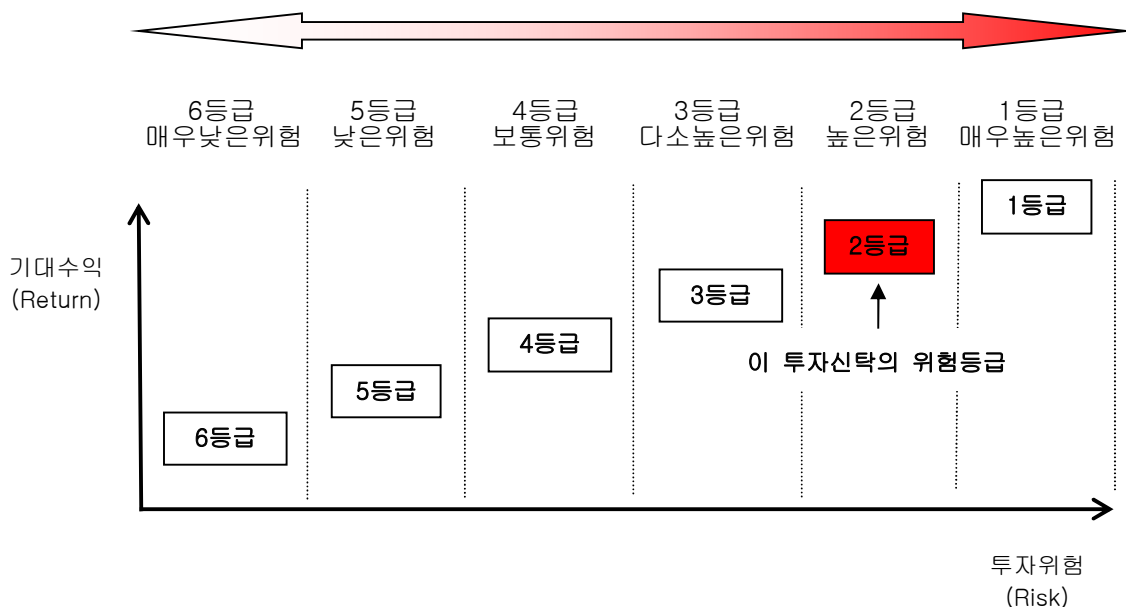 6등급 5등급 4등급 3등급 2등급 1등급
매우낮은위험 낮은위험 보통위험 다소높은위험 높은위험 매우높은위험
1등급
2등급
기대수익
(Return)
3등급
4등급
이 투자신탁의 위험등급
5등급
6등급
투자위험
(Risk)